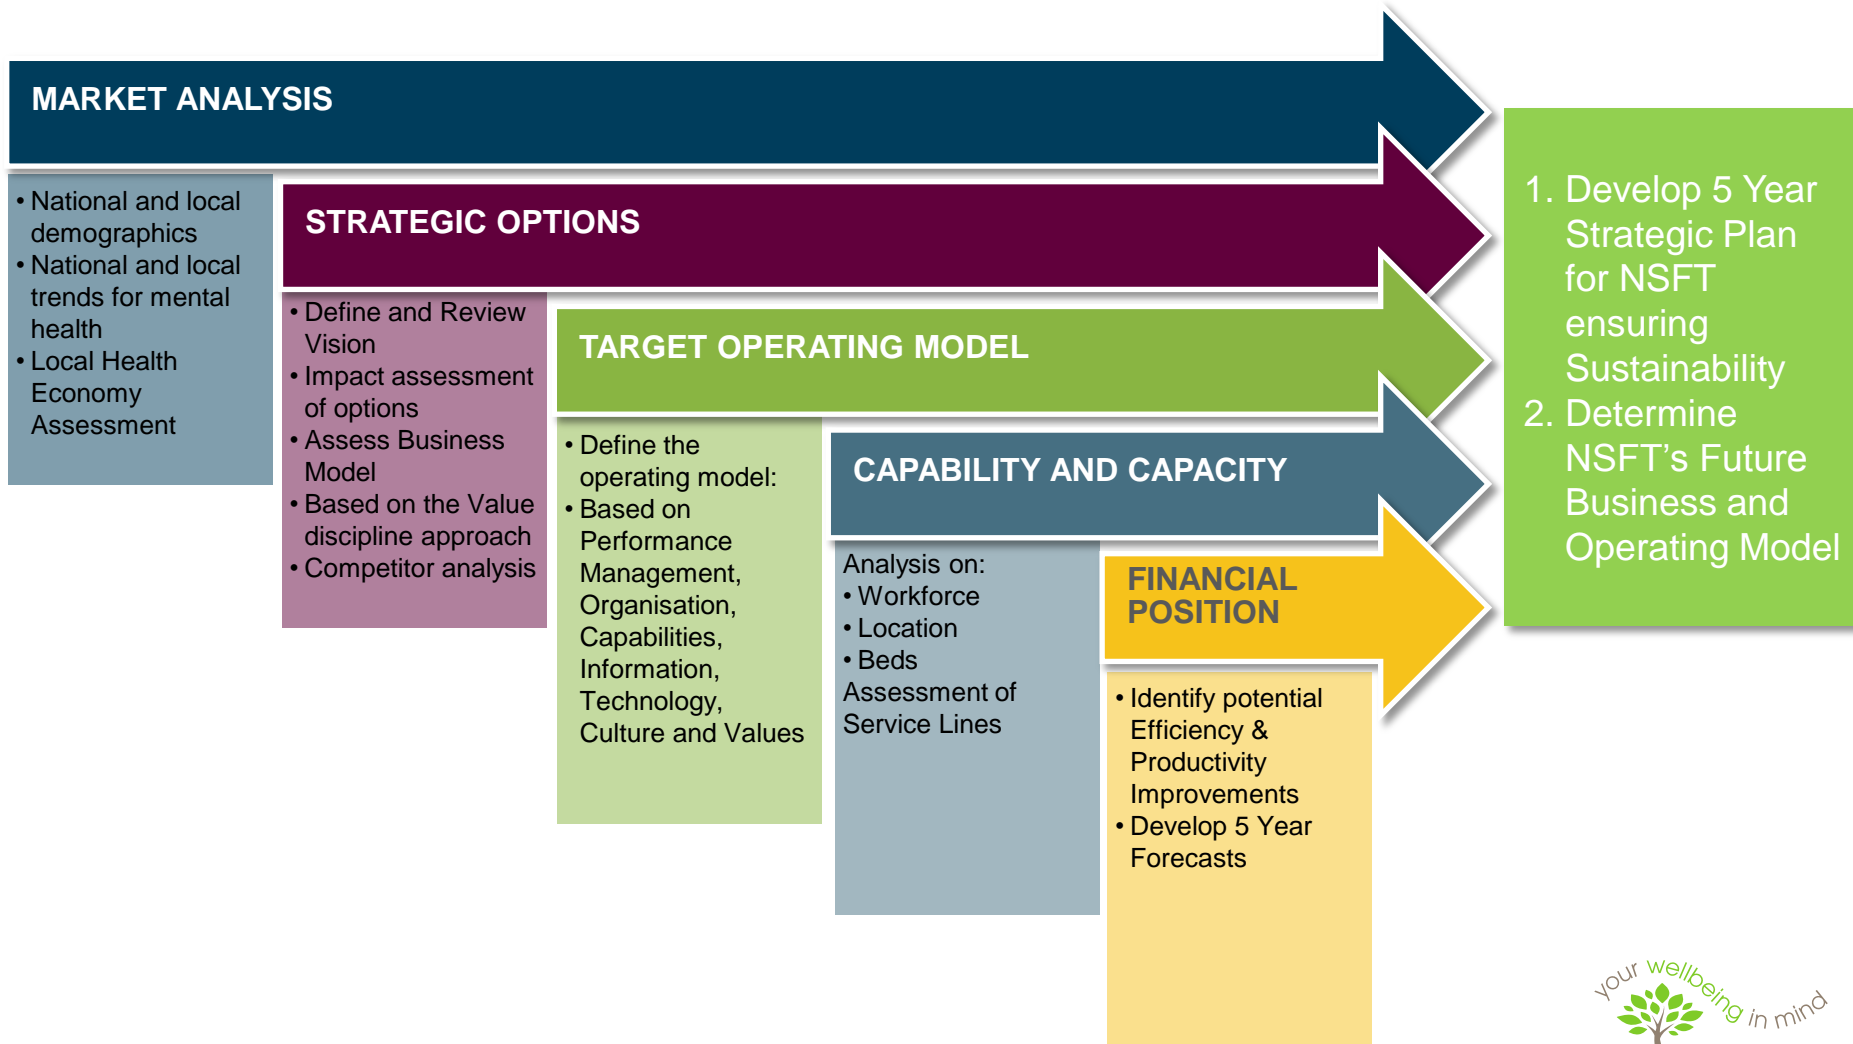 MARKET ANALYSIS
• National and local
demographics
• National and local
trends for mental
health
• Local Health
Economy
Assessment
STRATEGIC OPTIONS
• Define and Review
Vision
• Impact assessment
of options
• Assess Business
Model
• Based on the Value
discipline approach
• Competitor analysis
TARGET OPERATING MODEL
• Define the
operating model:
• Based on
Performance
Management,
Organisation,
Capabilities,
Information,
Technology,
Culture and Values
CAPABILITY AND CAPACITY
Analysis on:
• Workforce
• Location
• Beds
Assessment of
Service Lines
FINANCIAL
POSITION
• Identify potential
Efficiency &
Productivity
Improvements
• Develop 5 Year
Forecasts
1. Develop 5 Year
Strategic Plan
for NSFT
ensuring
Sustainability
2. Determine
NSFT’s Future
Business and
Operating Model
your wellbeing in mind